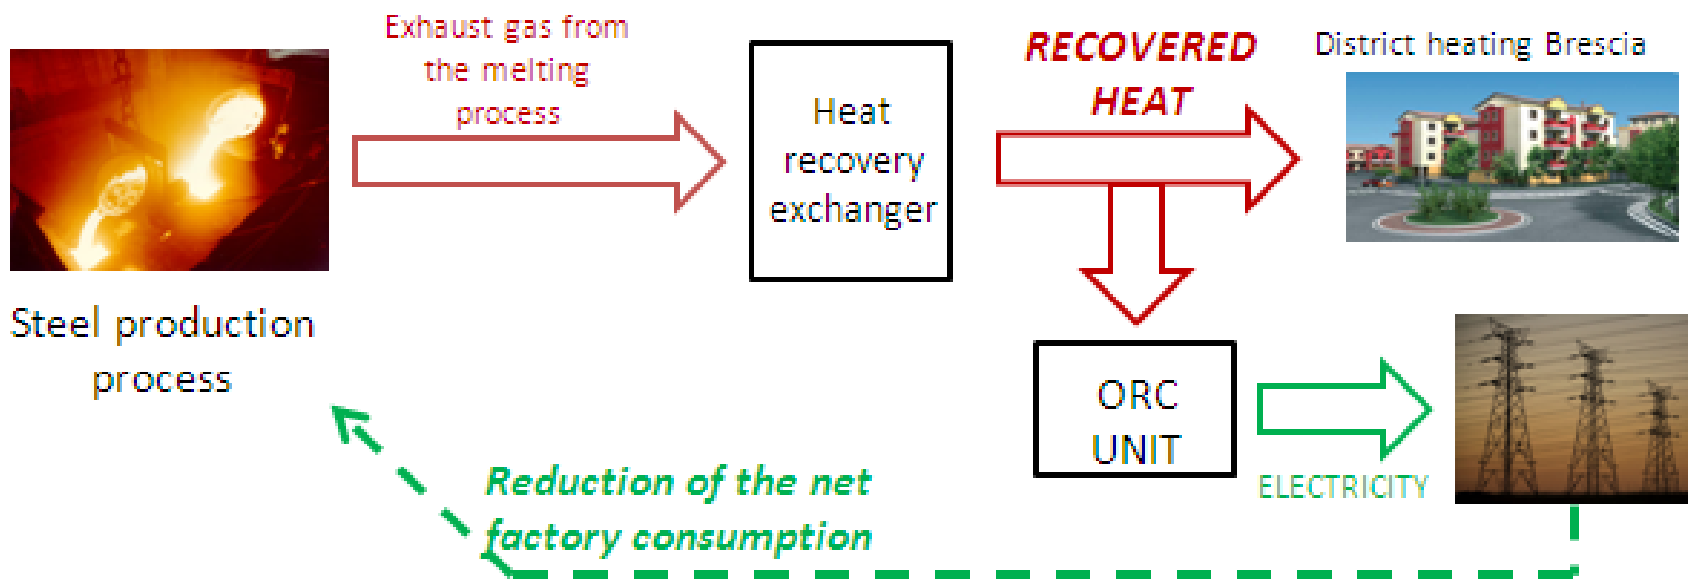 Exhaust gas from
the melting
process
Steel production
process
Heat
recovery
exchanger
RECOVERED
HEAT
District heating Brescia
ORC
UNIT
ELECTRICITY
Reduction of the net
factory consumption